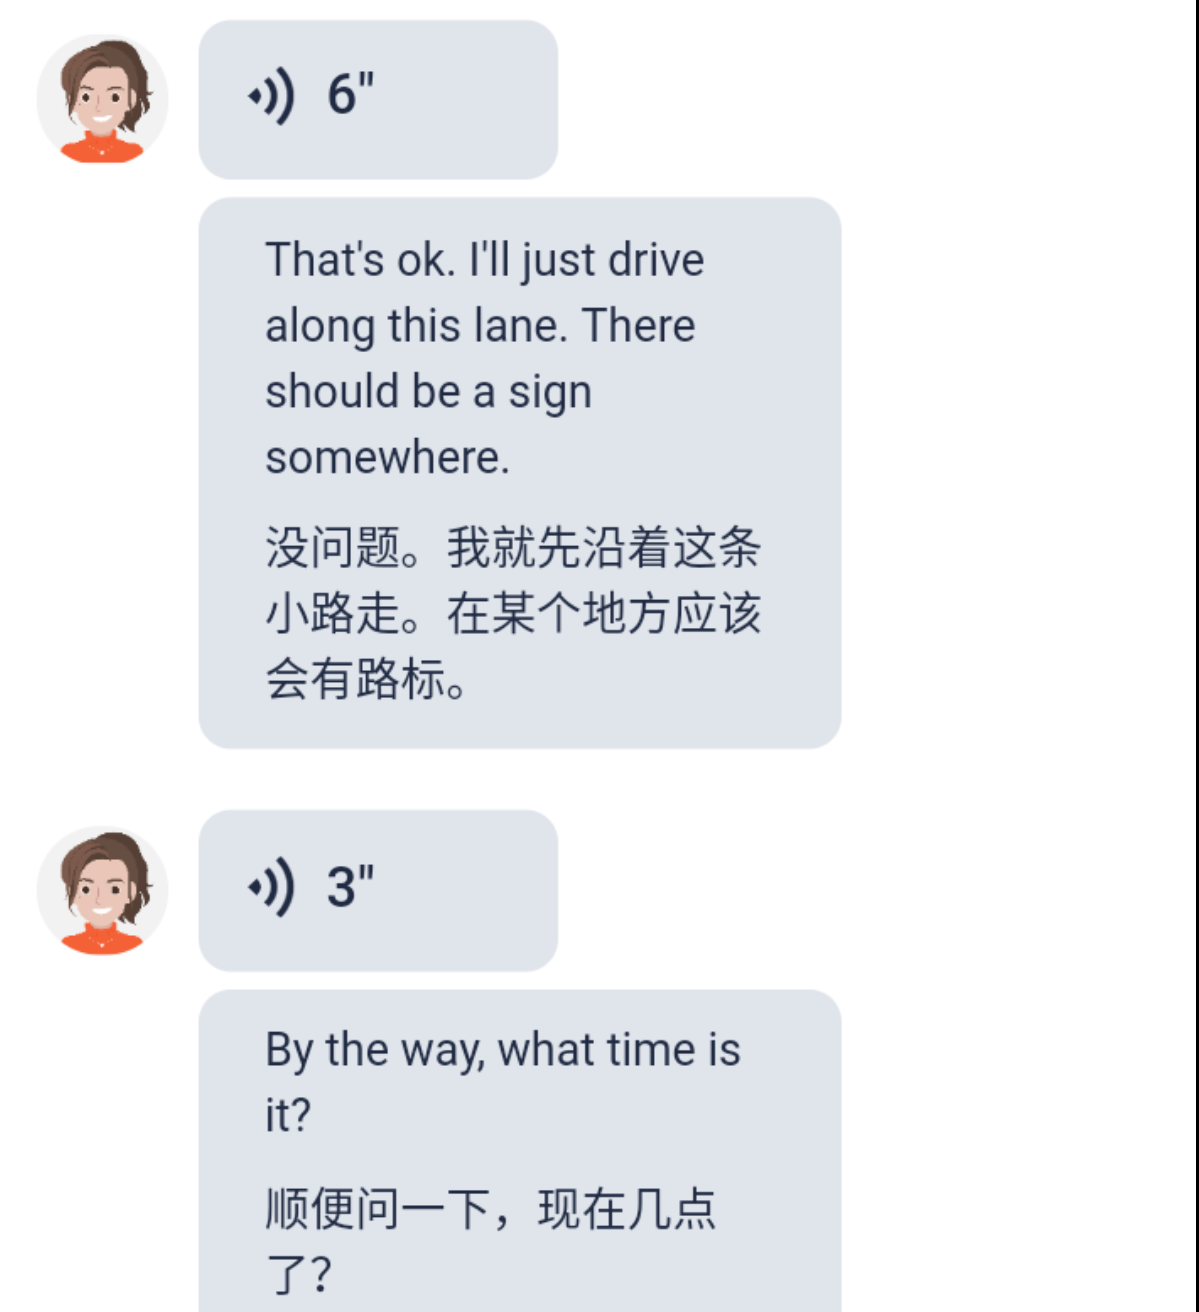 6"
That's ok. I'll just drive
along this lane. There
should be a sign
somewhere.
没问题。我就先沿着这条
小路走。在某个地方应该
会有路标。
3"
By the way, what time is
it?
顺便问一下，现在几点
了？